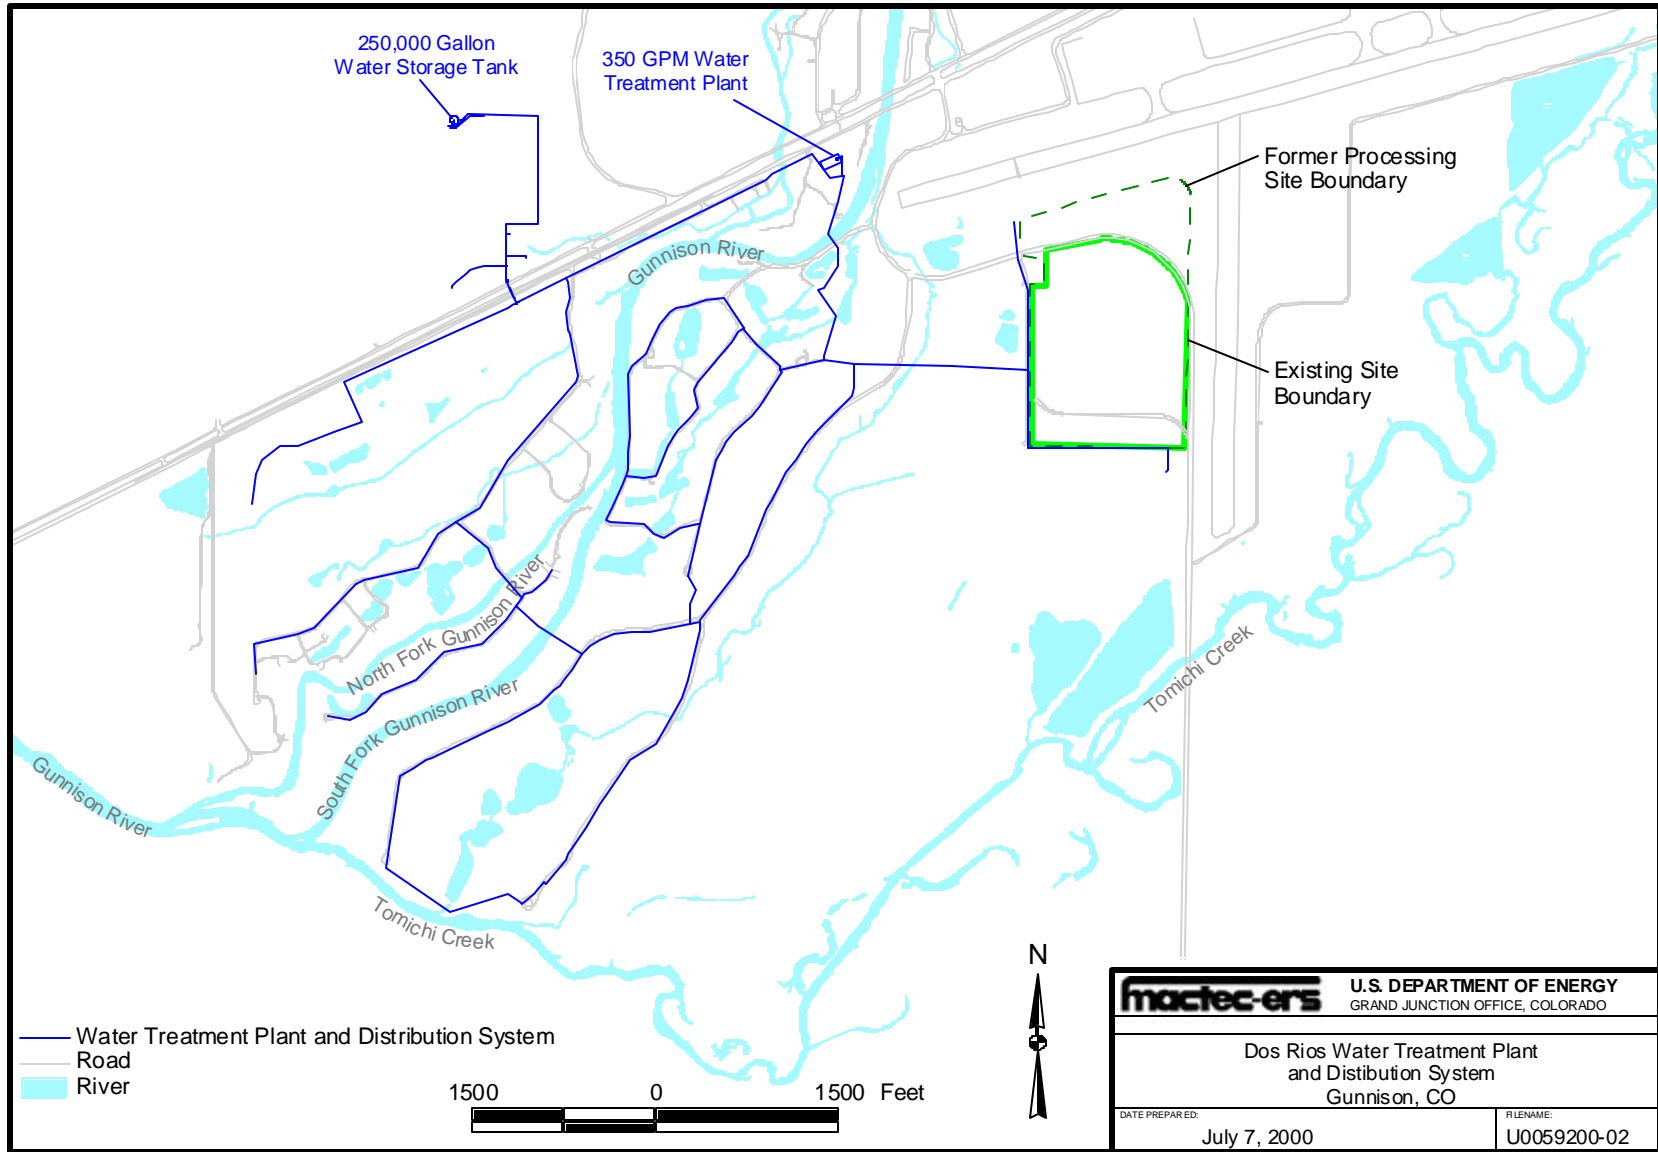 250,000 Gallon
Water Storage Tank
350 GPM Water
Treatment Plant
Former Processing
Site Boundary
Gunnison River
Existing Site
Boundary
North Fork Gunnison River
South Fork Gunnison River
Tomichi Creek
Gunnison River
Tomichi Creek
N
Water Treatment Plant and Distribution System
Road
River
1500 0 1500 Feet
mactec-ers
U.S. DEPARTMENT OF ENERGY
GRAND JUNCTION OFFICE, COLORADO
Dos Rios Water Treatment Plant
and Distibution System
Gunnison, CO
DATE PREPARED:
July 7, 2000
FILENAME:
U0059200-02